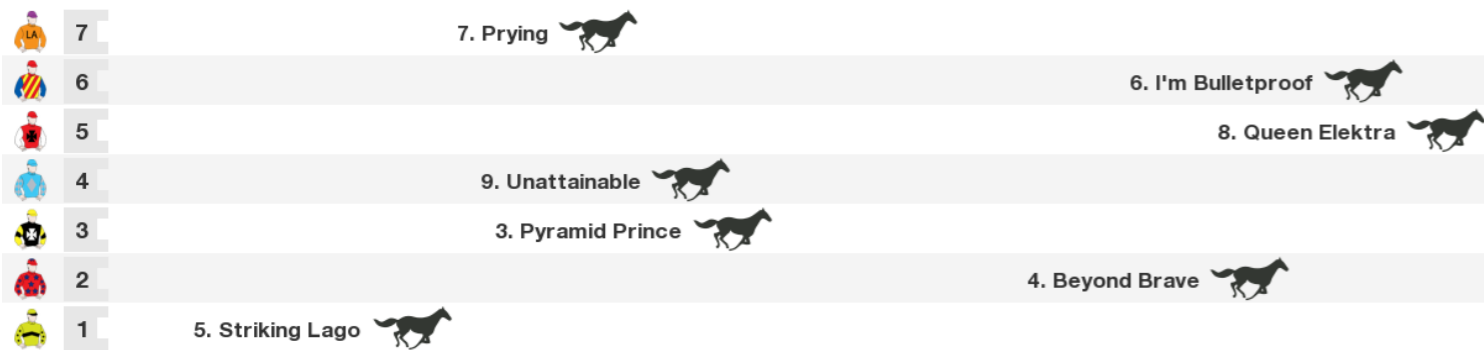 LA 7 7. Prying
6 6. I'm Bulletproof
5 8. Queen Elektra
4 9. Unattainable
3 3. Pyramid Prince
2 4. Beyond Brave
1 5. Striking Lago